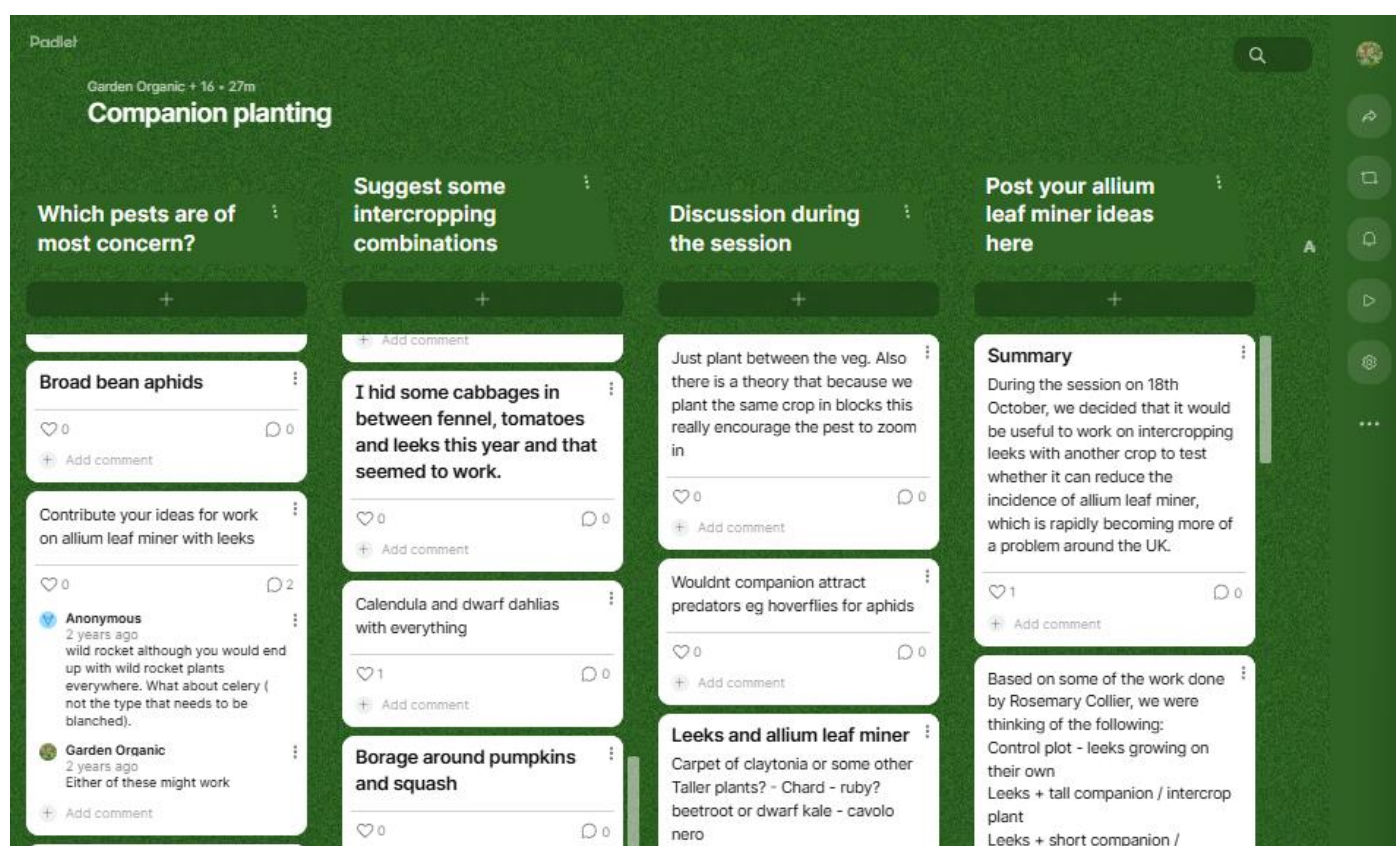 Padlet
Garden Organic + 16 • 27m
Companion planting
Which pests are of
most concern?
Broad bean aphids
0
0
Add comment
Contribute your ideas for work
on allium leaf miner with leeks
0
2
Anonymous
2 years ago
wild rocket although you would end
up with wild rocket plants
everywhere. What about celery (
not the type that needs to be
blanched).
Garden Organic
2 years ago
Either of these might work
Add comment
Suggest some
intercropping
combinations
Add comment
I hid some cabbages in
between fennel, tomatoes
and leeks this year and that
seemed to work.
0
0
Add comment
Calendula and dwarf dahlias
with everything
1
0
Add comment
Borage around pumpkins
and squash
0
0
Discussion during
the session
Just plant between the veg. Also
there is a theory that because we
plant the same crop in blocks this
really encourage the pest to zoom
in
0
0
Add comment
Wouldnt companion attract
predators eg hoverflies for aphids
0
0
Add comment
Leeks and allium leaf miner
Carpet of claytonia or some other
Taller plants? - Chard - ruby?
beetroot or dwarf kale - cavolo
nero
Post your allium
leaf miner ideas
here
Summary
During the session on 18th
October, we decided that it would
be useful to work on intercropping
leeks with another crop to test
whether it can reduce the
incidence of allium leaf miner,
which is rapidly becoming more of
a problem around the UK.
1
0
Add comment
Based on some of the work done
by Rosemary Collier, we were
thinking of the following:
Control plot - leeks growing on
their own
Leeks + tall companion / intercrop
plant
Leeks + short companion /
A